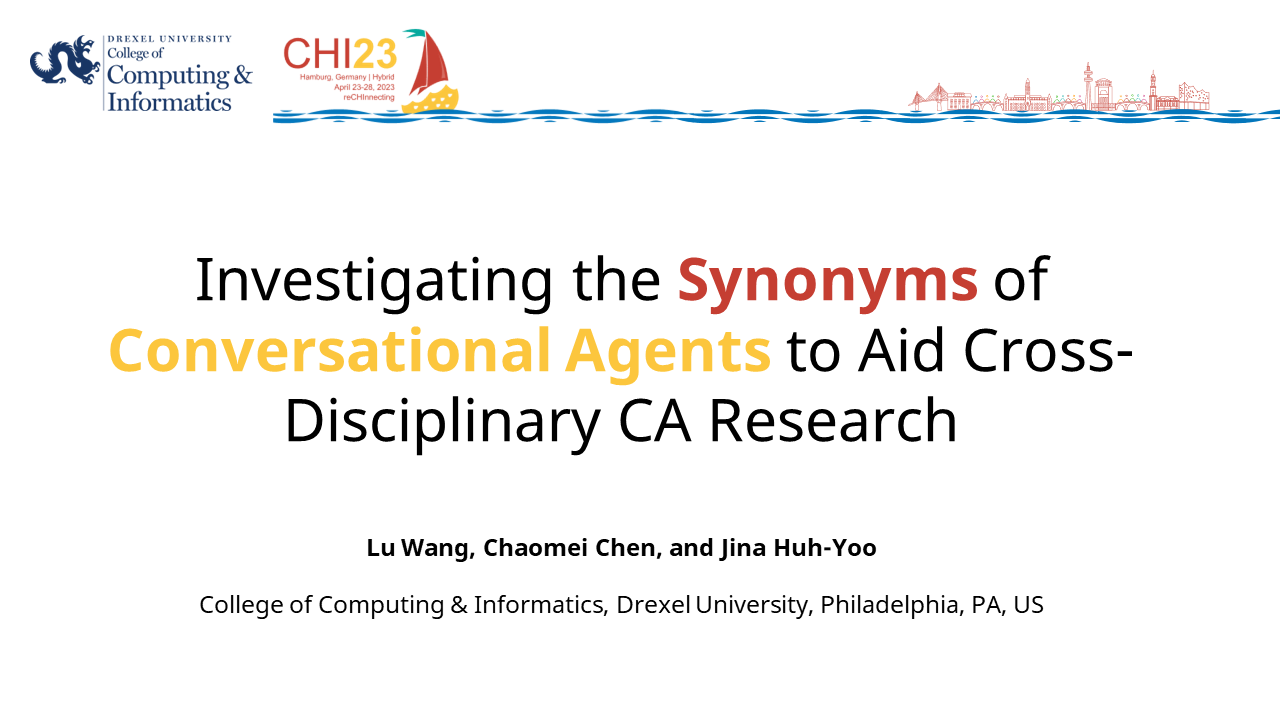 DREXEL UNIVERSITY
College of
Computing &
Informatics
CHI23
Hamburg, Germany | Hybrid
April 23-28, 2023
reCHInnecting
Investigating the Synonyms of
Conversational Agents to Aid Cross-
Disciplinary CA Research
Lu Wang, Chaomei Chen, and Jina Huh-Yoo
College of Computing & Informatics, Drexel University, Philadelphia, PA, US